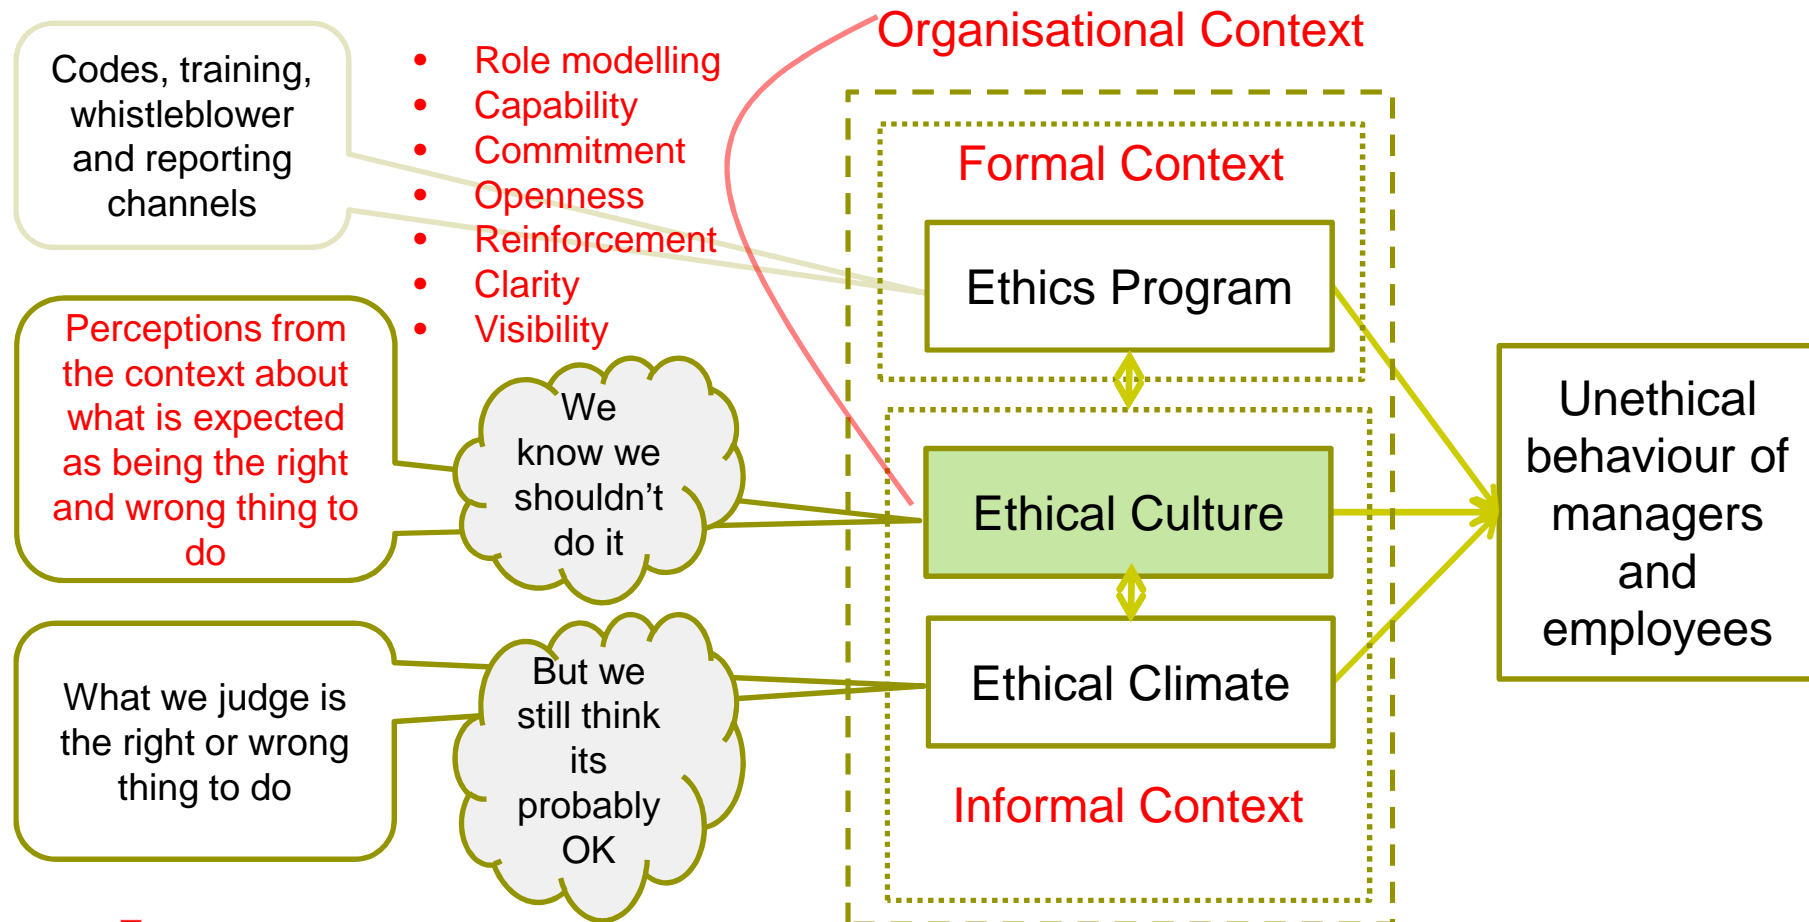 Codes, training,
whistleblower
and reporting
channels
• Role modelling
• Capability
• Commitment
• Openness
• Reinforcement
• Clarity
• Visibility
Organisational Context
Formal Context
Ethics Program
Perceptions from
the context about
what is expected
as being the right
and wrong thing to
do
We
know we
shouldn’t
do it
Ethical Culture
What we judge is
the right or wrong
thing to do
But we
still think
its
probably
OK
Ethical Climate
Informal Context
Unethical
behaviour of
managers
and
employees